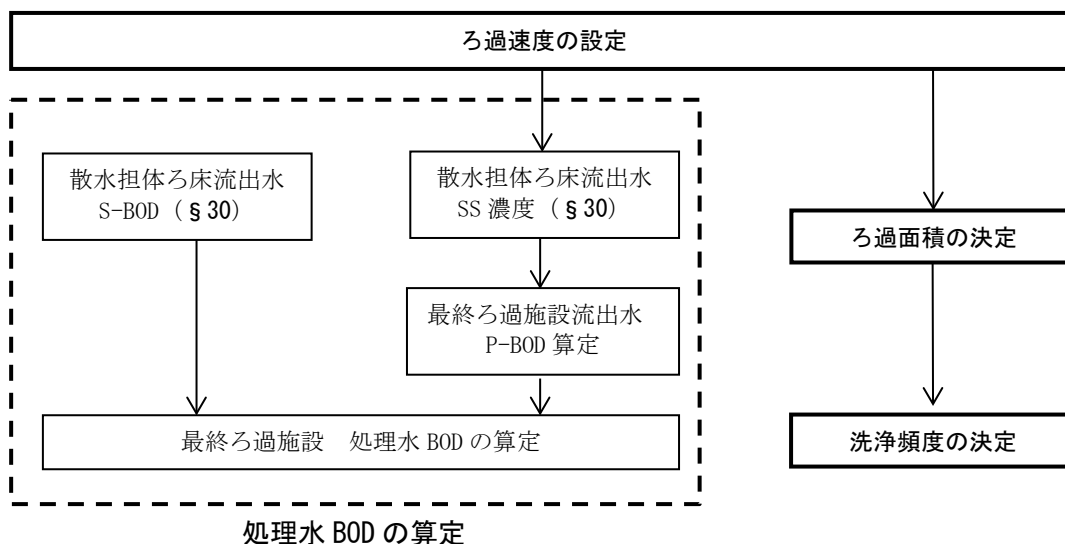 ろ過速度の設定
散水担体ろ床流出水
S-BOD（§30）
散水担体ろ床流出水
SS 濃度（§30）
ろ過面積の決定
最終ろ過施設流出水
P-BOD 算定
最終ろ過施設　処理水 BOD の算定
洗浄頻度の決定
処理水 BOD の算定